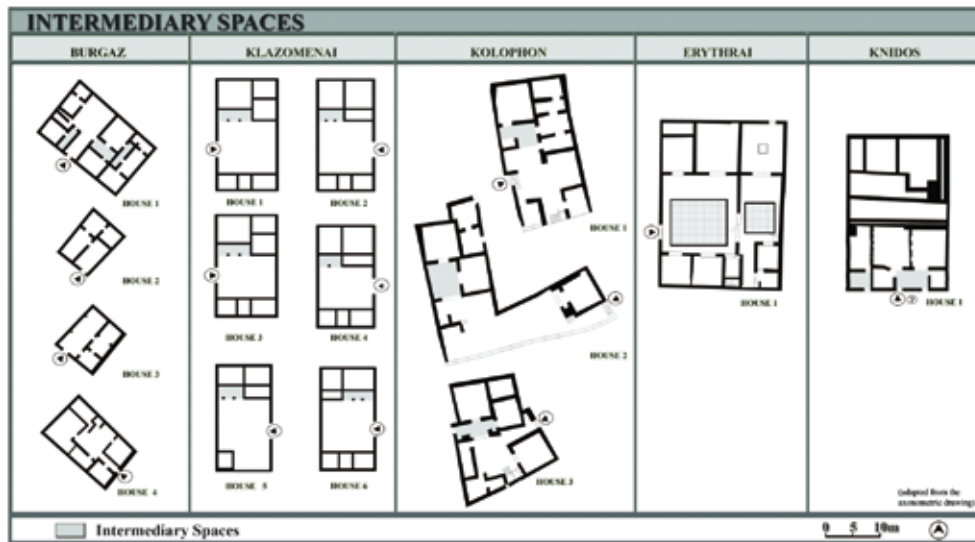 INTERMEDIARY SPACES
BURGAZ
KLAZOMENAI
KOLOPHON
ERYTHRAI
KNIDOS
HOUSE 1
HOUSE 2
HOUSE 3
HOUSE 4
HOUSE 1
HOUSE 2
HOUSE 3
HOUSE 4
HOUSE 5
HOUSE 6
HOUSE 1
HOUSE 2
HOUSE 3
HOUSE 1
?
HOUSE 1
(adapted from the
axonometric drawing)
Intermediary Spaces
0 5 10m